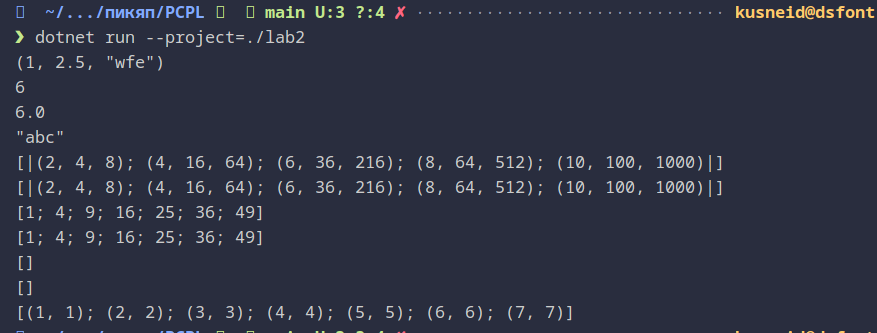 ~/.../пикяп/PCPL main U:3 ?:4 ✗ kusneid@dsfont
❯ dotnet run --project=./lab2
(1, 2.5, "wfe")
6
6.0
"abc"
[|(2, 4, 8); (4, 16, 64); (6, 36, 216); (8, 64, 512); (10, 100, 1000)|]
[|(2, 4, 8); (4, 16, 64); (6, 36, 216); (8, 64, 512); (10, 100, 1000)|]
[1; 4; 9; 16; 25; 36; 49]
[1; 4; 9; 16; 25; 36; 49]
[]
[]
[(1, 1); (2, 2); (3, 3); (4, 4); (5, 5); (6, 6); (7, 7)]